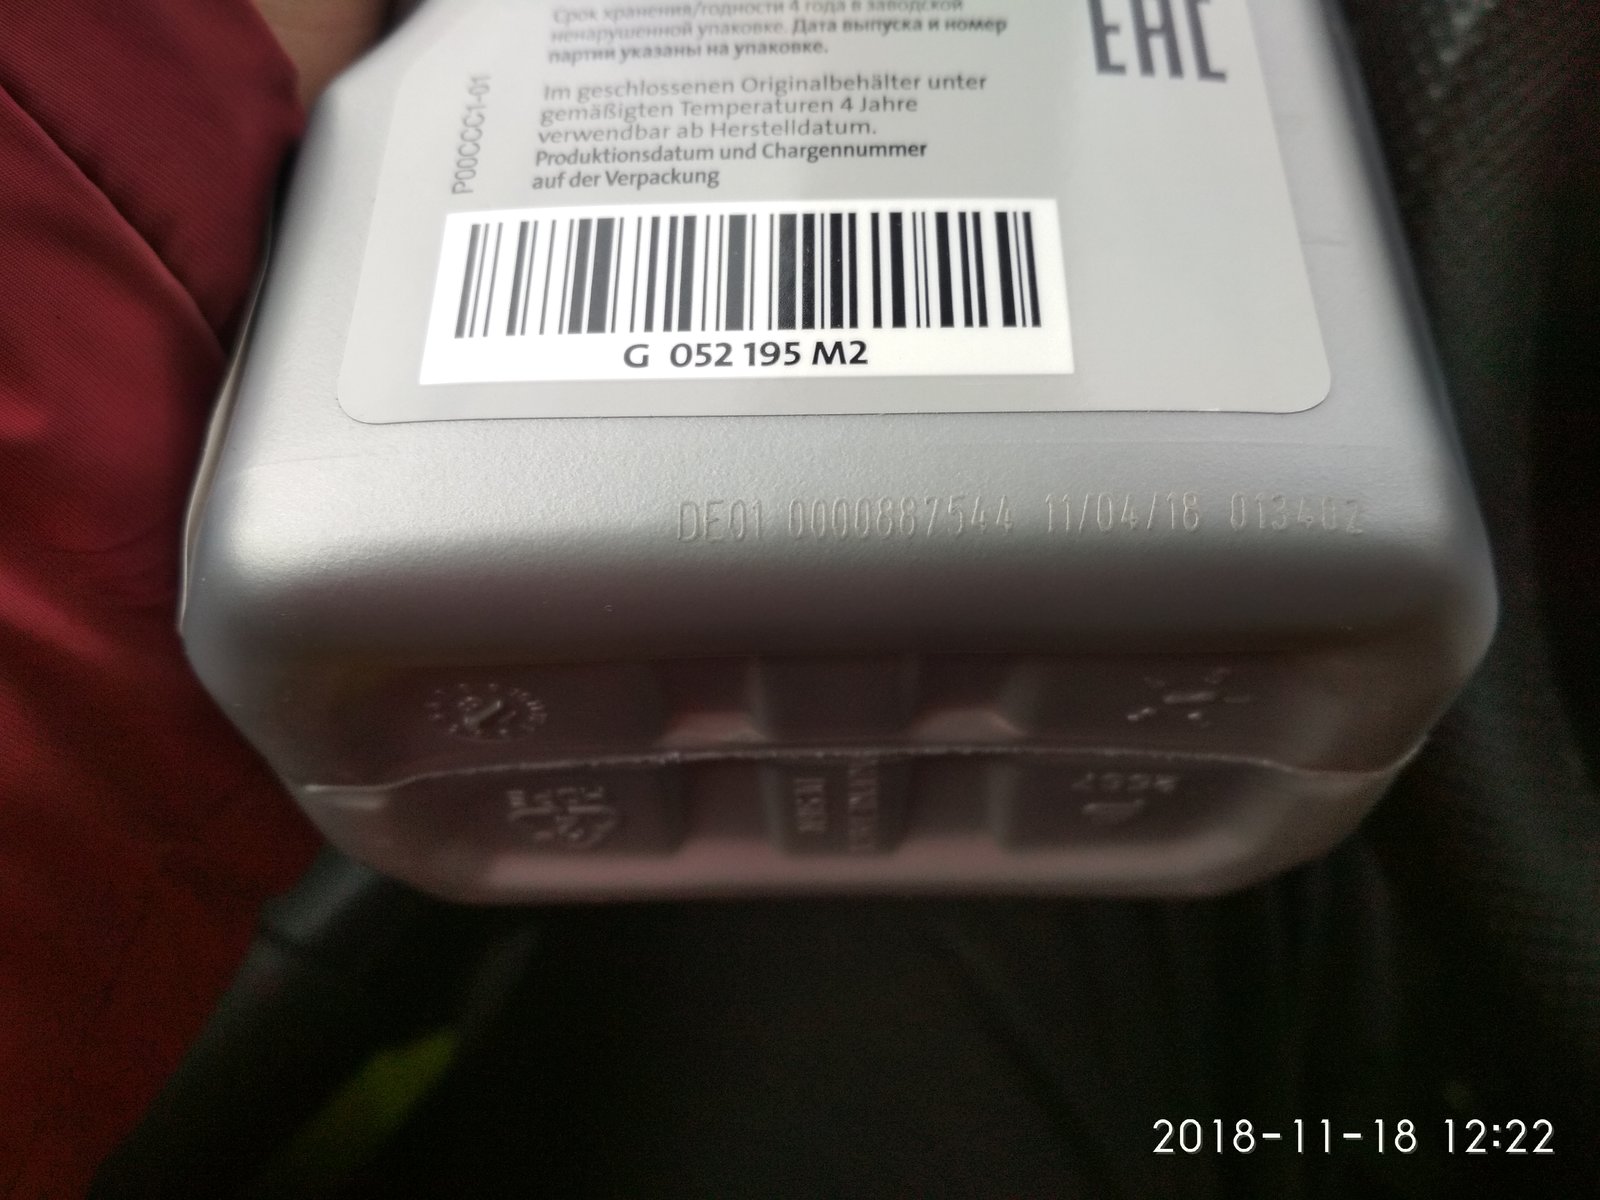 Срок хранения/годности 4 года в заводской
ненарушенной упаковке. Дата выпуска и номер
партии указаны на упаковке.
EAC
Im geschlossenen Originalbehälter unter
gemäßigten Temperaturen 4 Jahre
verwendbar ab Herstelldatum.
Produktionsdatum und Chargennummer
auf der Verpackung
P00CCC1-01
G 052 195 M2
DE01 0000887544 11/04/18 013402
2018-11-18 12:22